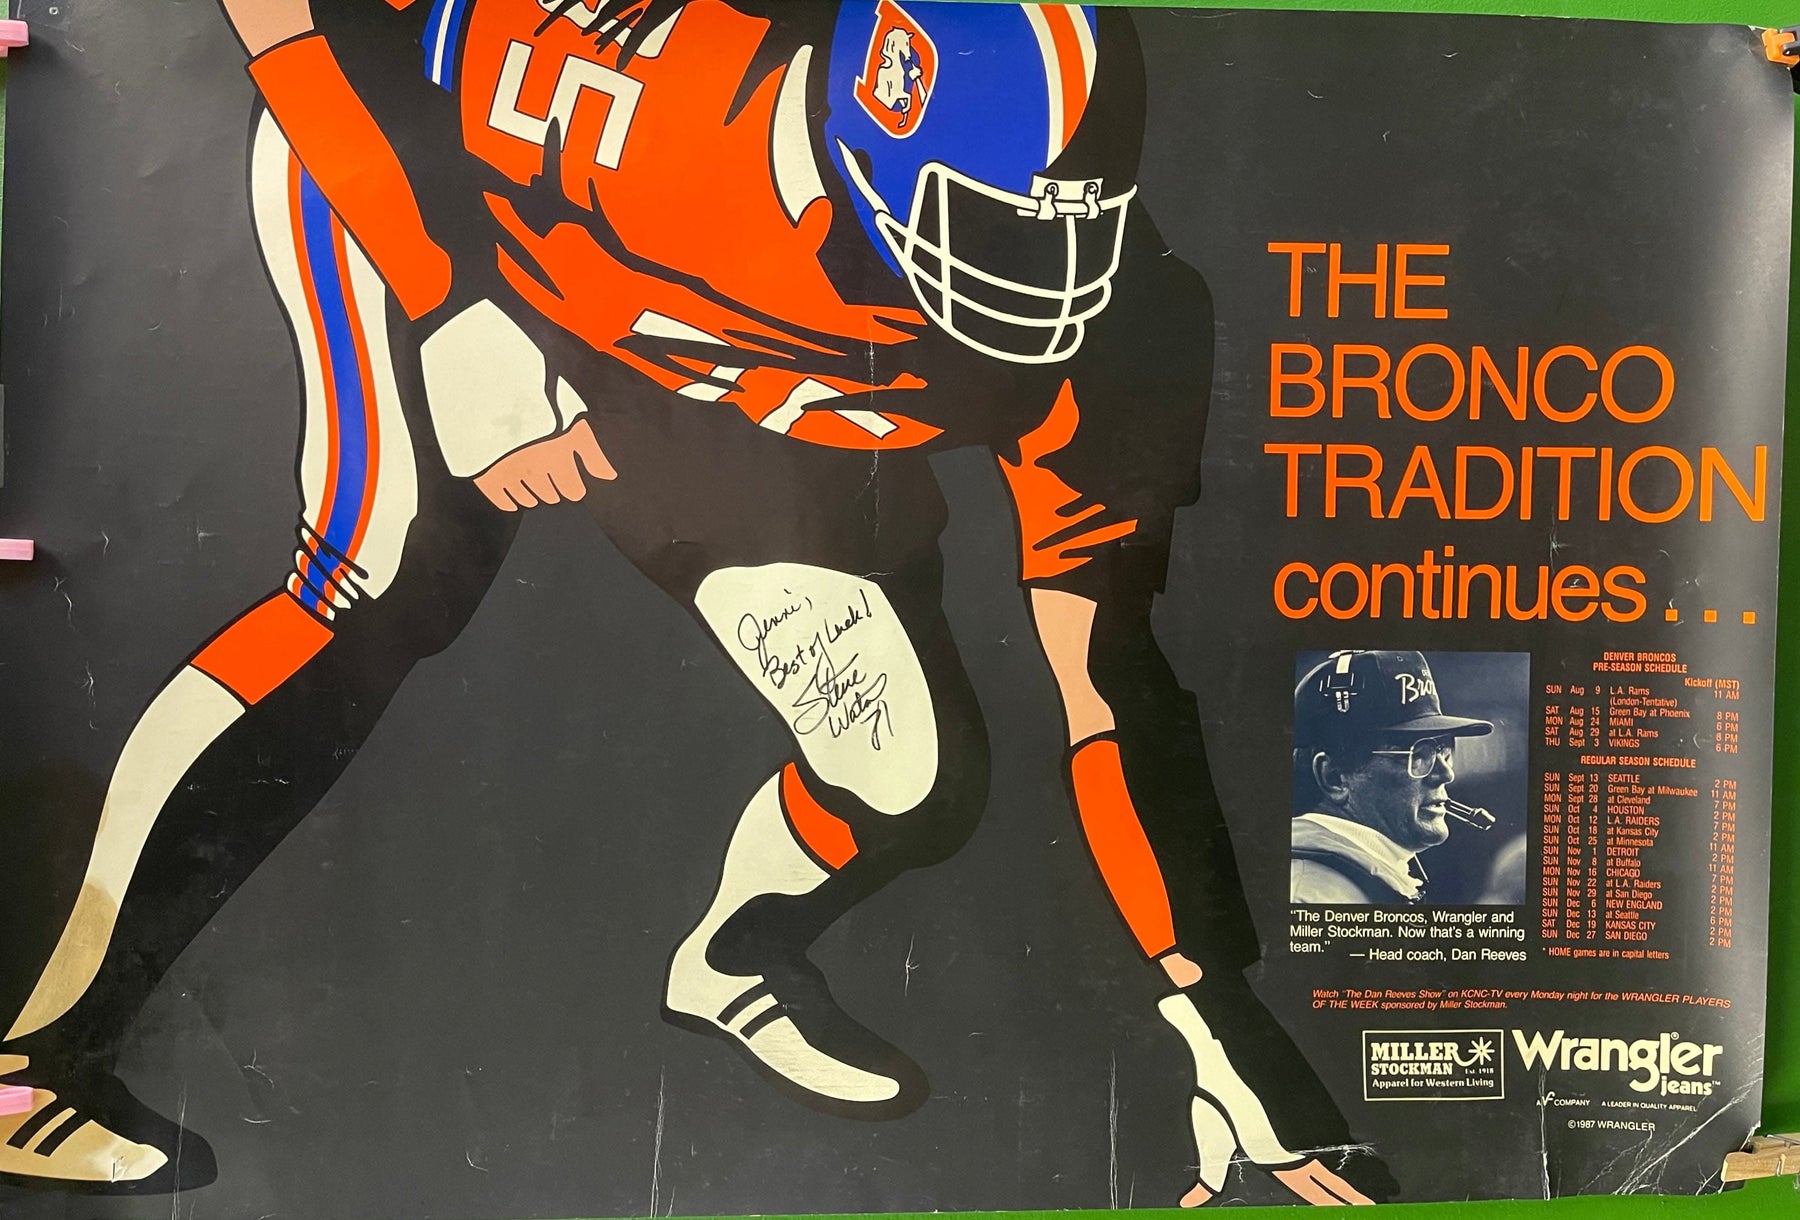 5
THE
BRONCO
TRADITION
continues...
Jenni,
Best of Luck!
Steve
Watson
81
"The Denver Broncos, Wrangler and
Miller Stockman. Now that's a winning
team."
— Head coach, Dan Reeves
DENVER BRONCOS
PRE-SEASON SCHEDULE
Kickoff (MST)
SUN Aug 9 L.A. Rams 11 AM
(London-Tentative)
SAT Aug 15 Green Bay at Phoenix 8 PM
MON Aug 24 MIAMI 6 PM
SAT Aug 29 at L.A. Rams 8 PM
THU Sept 3 VIKINGS 6 PM
REGULAR SEASON SCHEDULE
SUN Sept 13 SEATTLE 2 PM
SUN Sept 20 Green Bay at Milwaukee 11 AM
MON Sept 28 at Cleveland 7 PM
SUN Oct 4 HOUSTON 2 PM
MON Oct 12 L.A. RAIDERS 7 PM
SUN Oct 18 at Kansas City 2 PM
SUN Oct 25 at Minnesota 11 AM
SUN Nov 1 DETROIT 2 PM
SUN Nov 8 at Buffalo 11 AM
MON Nov 16 CHICAGO 7 PM
SUN Nov 22 at L.A. Raiders 2 PM
SUN Nov 29 at San Diego 2 PM
SUN Dec 6 NEW ENGLAND 2 PM
SUN Dec 13 at Seattle 6 PM
SAT Dec 19 KANSAS CITY 2 PM
SUN Dec 27 SAN DIEGO 2 PM
* HOME games are in capital letters
Watch "The Dan Reeves Show" on KCNC-TV every Monday night for the WRANGLER PLAYERS
OF THE WEEK sponsored by Miller Stockman.
MILLER
STOCKMAN Est. 1918
Apparel for Western Living
Wrangler®
jeans™
A VF COMPANY A LEADER IN QUALITY APPAREL
©1987 WRANGLER